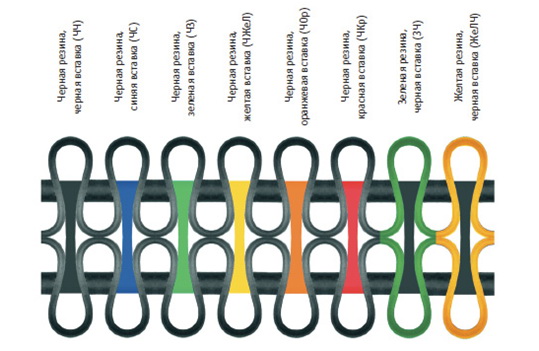 Черная резина,
черная вставка (ЧЧ)
Черная резина,
синяя вставка (ЧС)
Черная резина,
зеленая вставка (ЧЗ)
Черная резина,
желтая вставка (ЧЖеЛ)
Черная резина,
оранжевая вставка (ЧОр)
Черная резина,
красная вставка (ЧКр)
Зеленая резина,
черная вставка (ЗЧ)
Желтая резина,
черная вставка (ЖеЛЧ)